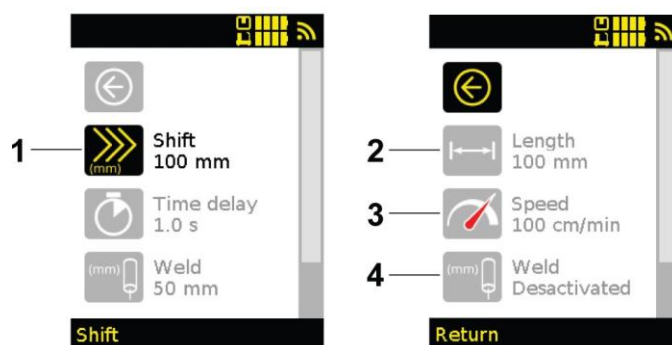 1
(mm)
Shift
100 mm
Time delay
1.0 s
(mm)
Weld
50 mm
Shift
2
Length
100 mm
3
Speed
100 cm/min
4
(mm)
Weld
Desactivated
Return